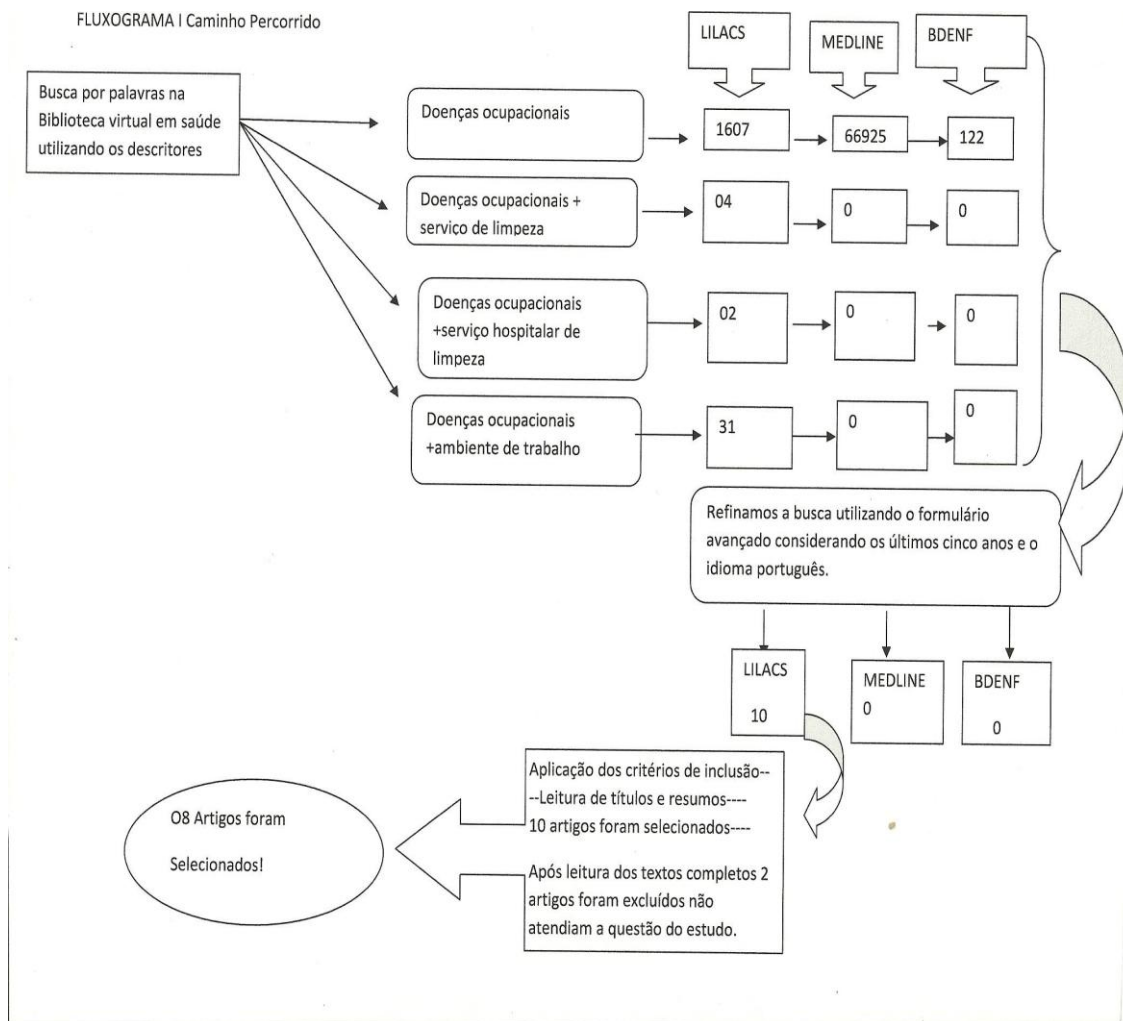 FLUXOGRAMA I Caminho Percorrido
LILACS
MEDLINE
BDENF
Busca por palavras na
Biblioteca virtual em saúde
utilizando os descritores
Doenças ocupacionais
1607
66925
122
Doenças ocupacionais +
serviço de limpeza
04
0
0
Doenças ocupacionais
+serviço hospitalar de
limpeza
02
0
0
Doenças ocupacionais
+ambiente de trabalho
31
0
0
Refinamos a busca utilizando o formulário
avançado considerando os últimos cinco anos e o
idioma português.
LILACS
10
MEDLINE
0
BDENF
0
Aplicação dos critérios de inclusão--
--Leitura de títulos e resumos----
10 artigos foram selecionados----
Após leitura dos textos completos 2
artigos foram excluídos não
atendiam a questão do estudo.
O8 Artigos foram
Selecionados!